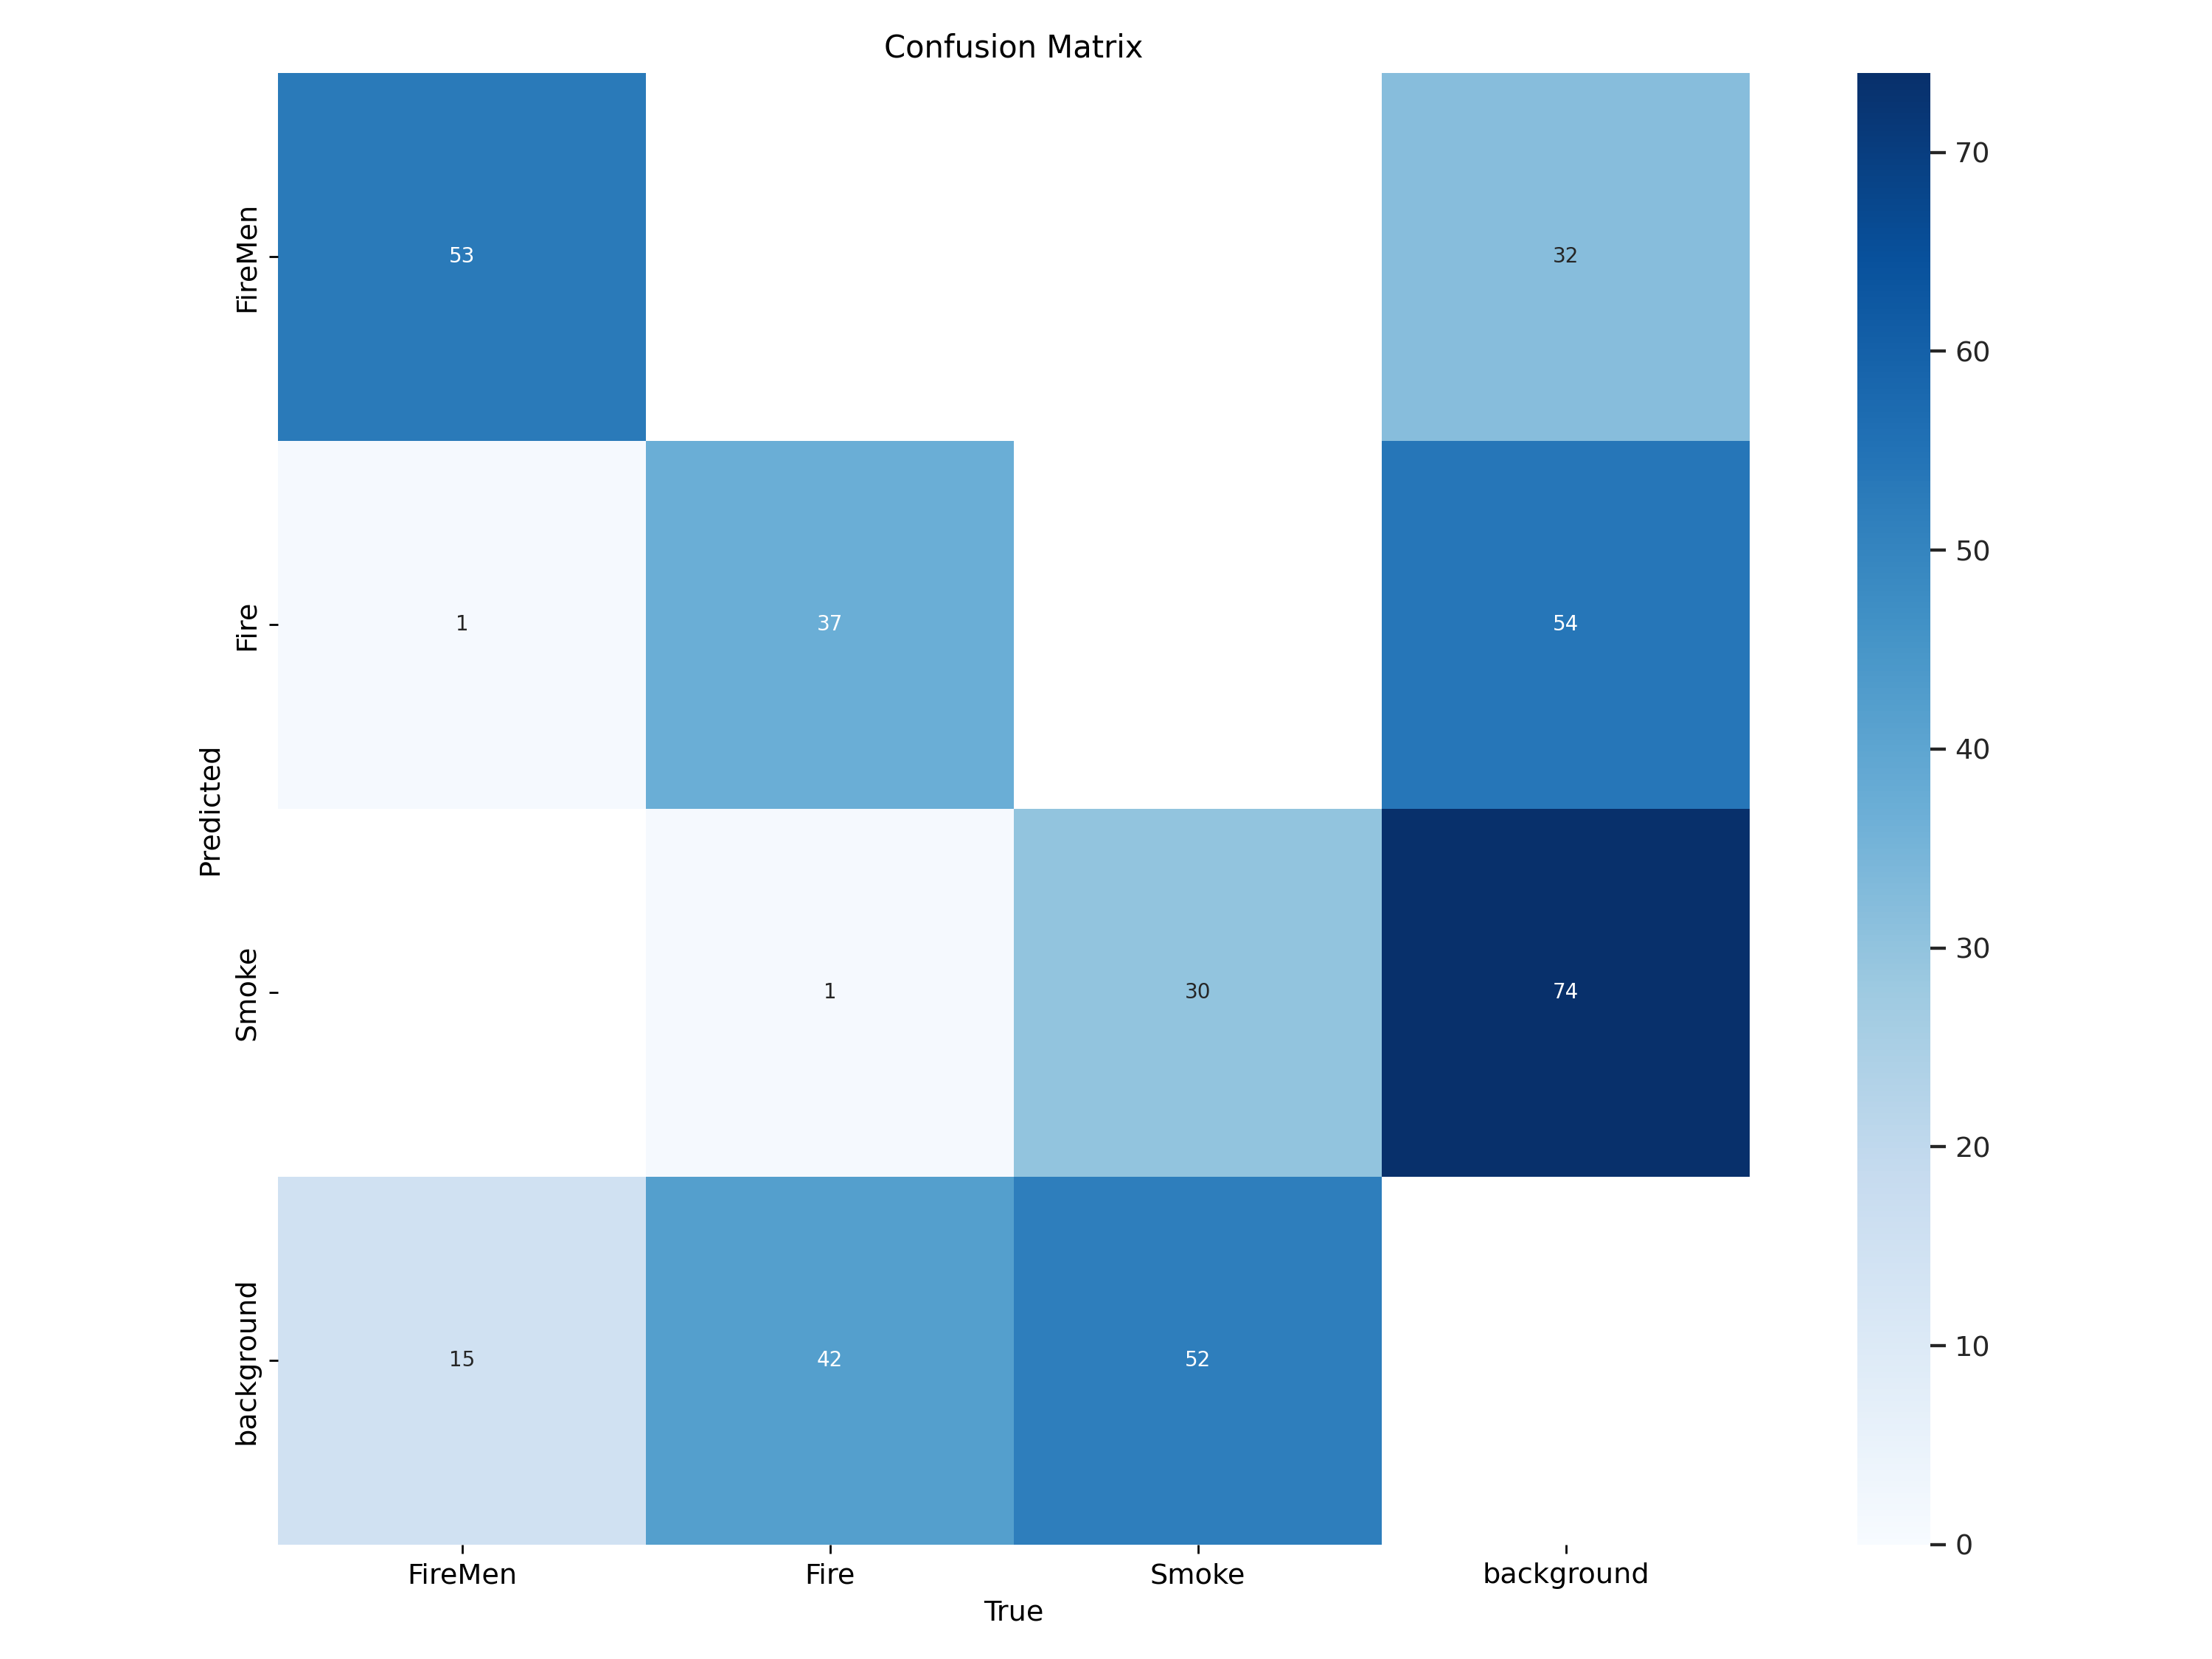 Confusion Matrix
FireMen
53
32
Fire
1
37
54
Smoke
1
30
74
background
15
42
52
Predicted
FireMen
Fire
Smoke
background
True
70
60
50
40
30
20
10
0